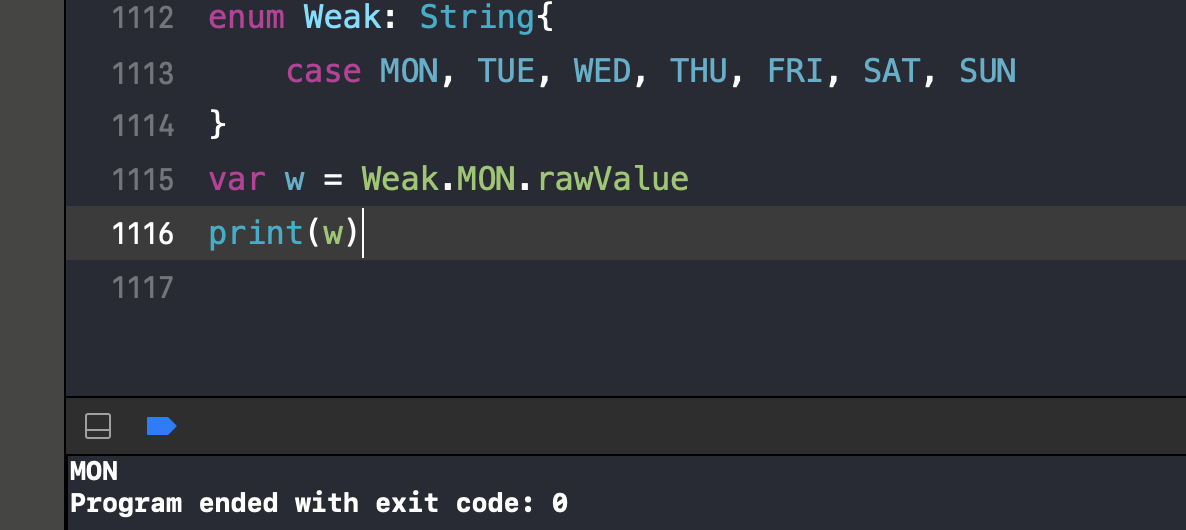 1112 enum Weak: String{
1113 case MON, TUE, WED, THU, FRI, SAT, SUN
1114 }
1115 var w = Weak.MON.rawValue
1116 print(w)
1117
MON
Program ended with exit code: 0